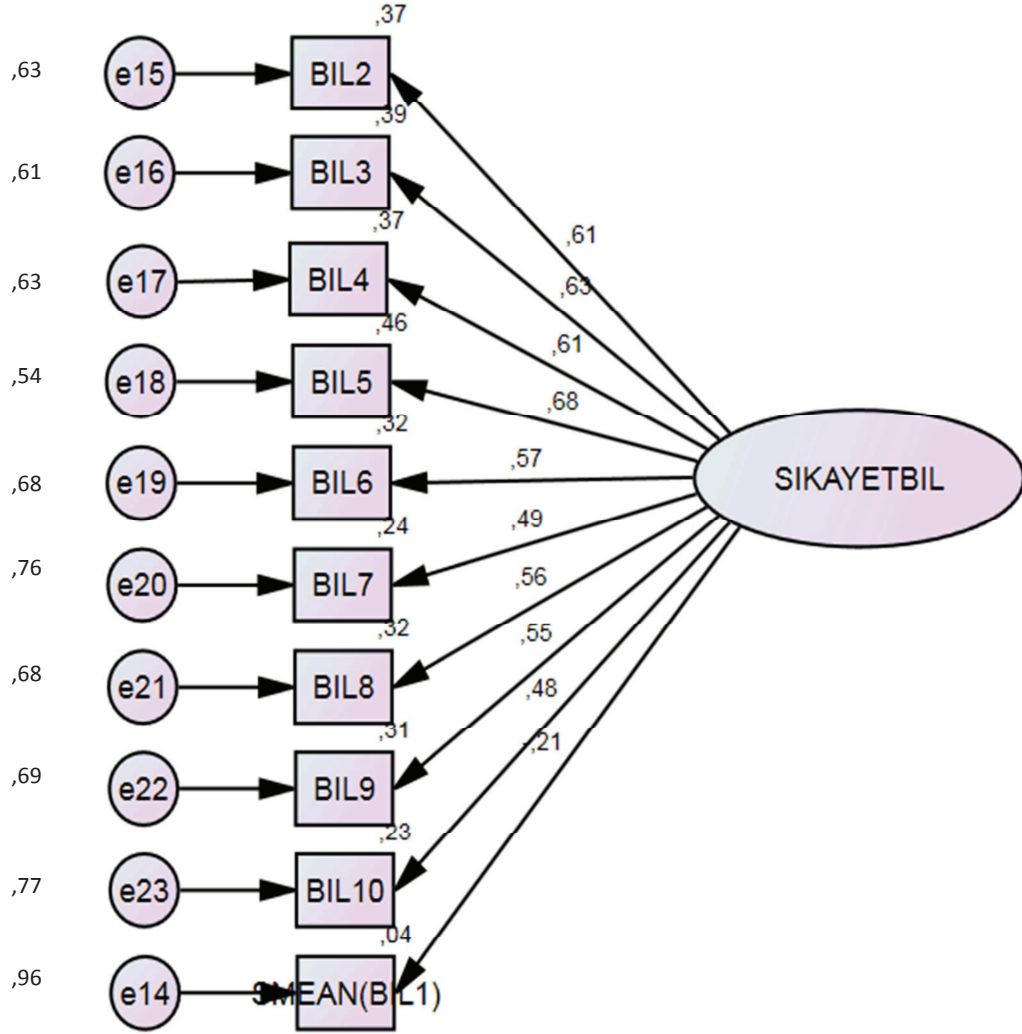 ,37
,63 e15 BIL2
,39
,61 e16 BIL3
,37
,61
,63 e17 BIL4
,63
,46
,61
,54 e18 BIL5
,68
,32
,57
,68 e19 BIL6
SIKAYETBIL
,24
,49
,76 e20 BIL7
,56
,32
,55
,68 e21 BIL8
,48
,31
-,21
,69 e22 BIL9
,23
,77 e23 BIL10
,04
,96 e14 SMEAN(BIL1)